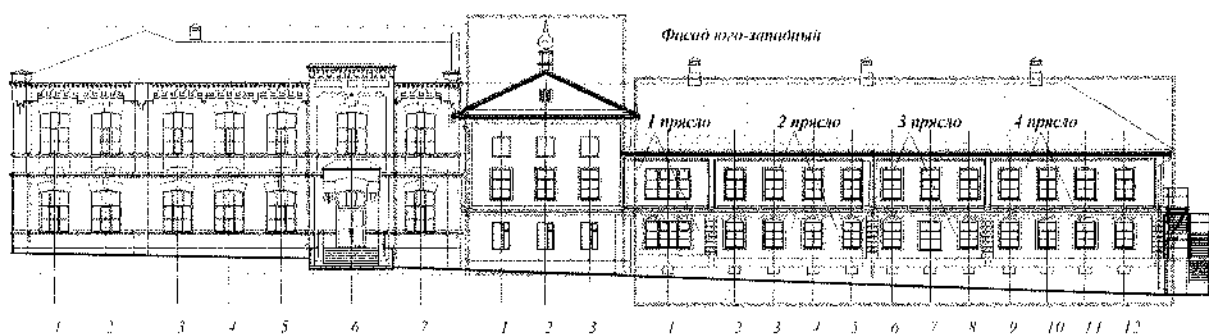 Фасад юго-западный
1 прясло 2 прясло 3 прясло 4 прясло
1 2 3 4 5 6 7 1 2 3 1 2 3 4 5 6 7 8 9 10 11 12